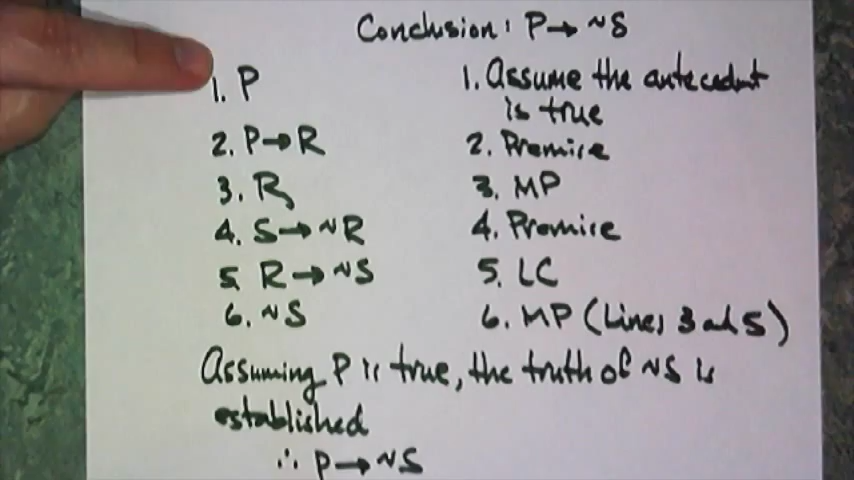 Conclusion: P→ ~S
1. P 1. Assume the antecedent
is true
2. P→R 2. Premise
3. R 3. MP
4. S→~R 4. Premise
5. R→~S 5. LC
6. ~S 6. MP (Lines 3 and 5)
Assuming P is true, the truth of ~S is
established
∴ P→~S